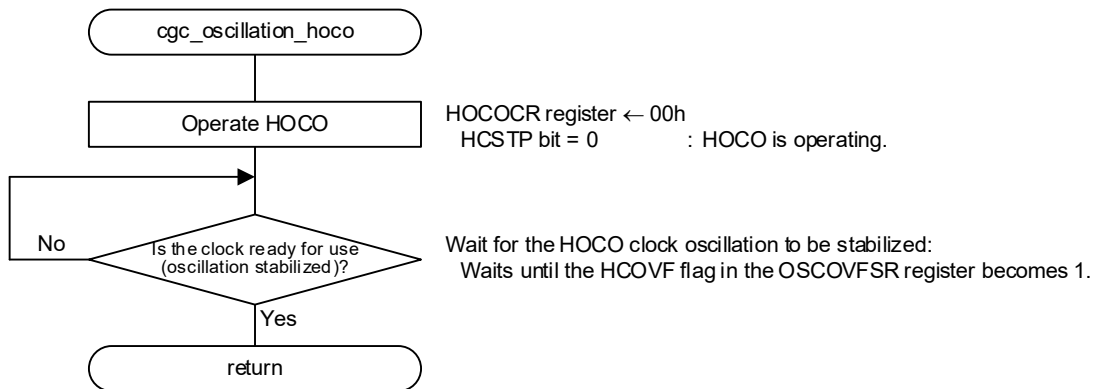 cgc_oscillation_hoco
Operate HOCO
HOCOCR register ← 00h
HCSTP bit = 0 : HOCO is operating.
No
Is the clock ready for use
(oscillation stabilized)?
Wait for the HOCO clock oscillation to be stabilized:
Waits until the HCOVF flag in the OSCOVFSR register becomes 1.
Yes
return